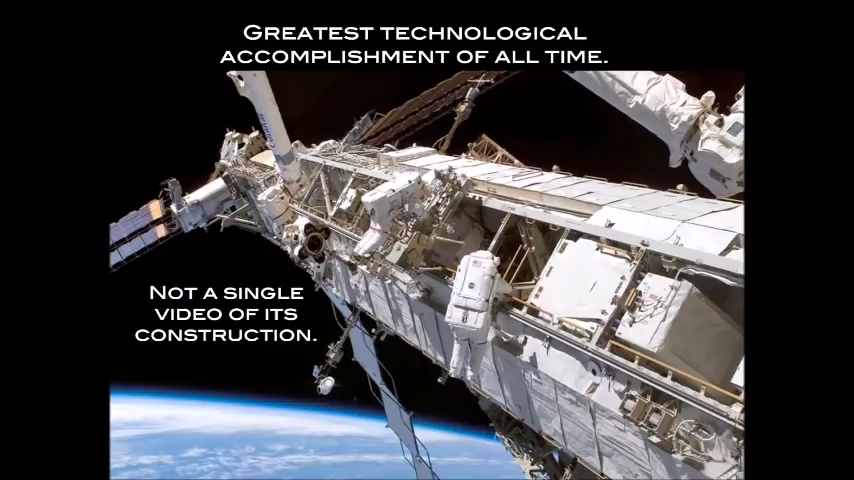 Greatest technological
accomplishment of all time.
Not a single
video of its
construction.